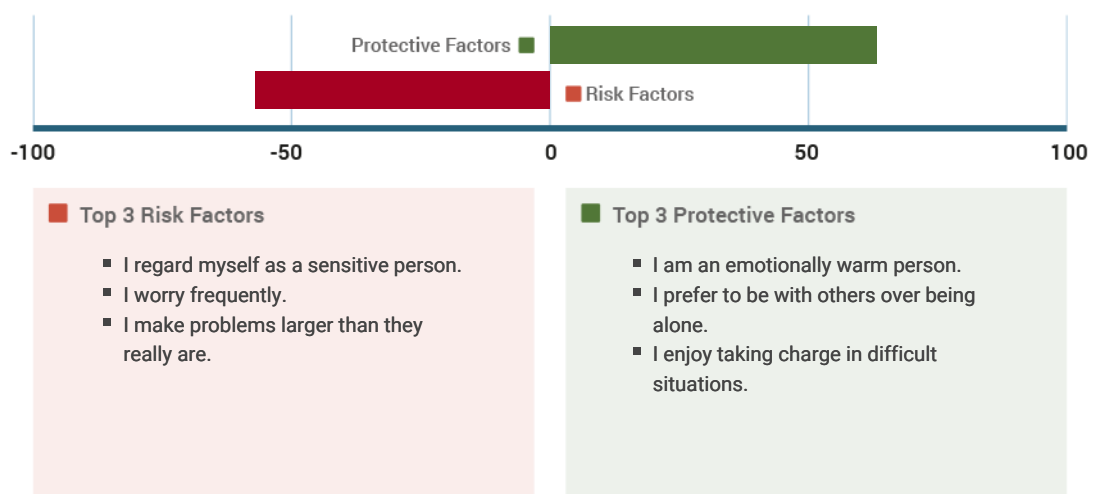 Protective Factors
Risk Factors
-100 -50 0 50 100
Top 3 Risk Factors
I regard myself as a sensitive person.
I worry frequently.
I make problems larger than they
really are.
Top 3 Protective Factors
I am an emotionally warm person.
I prefer to be with others over being
alone.
I enjoy taking charge in difficult
situations.